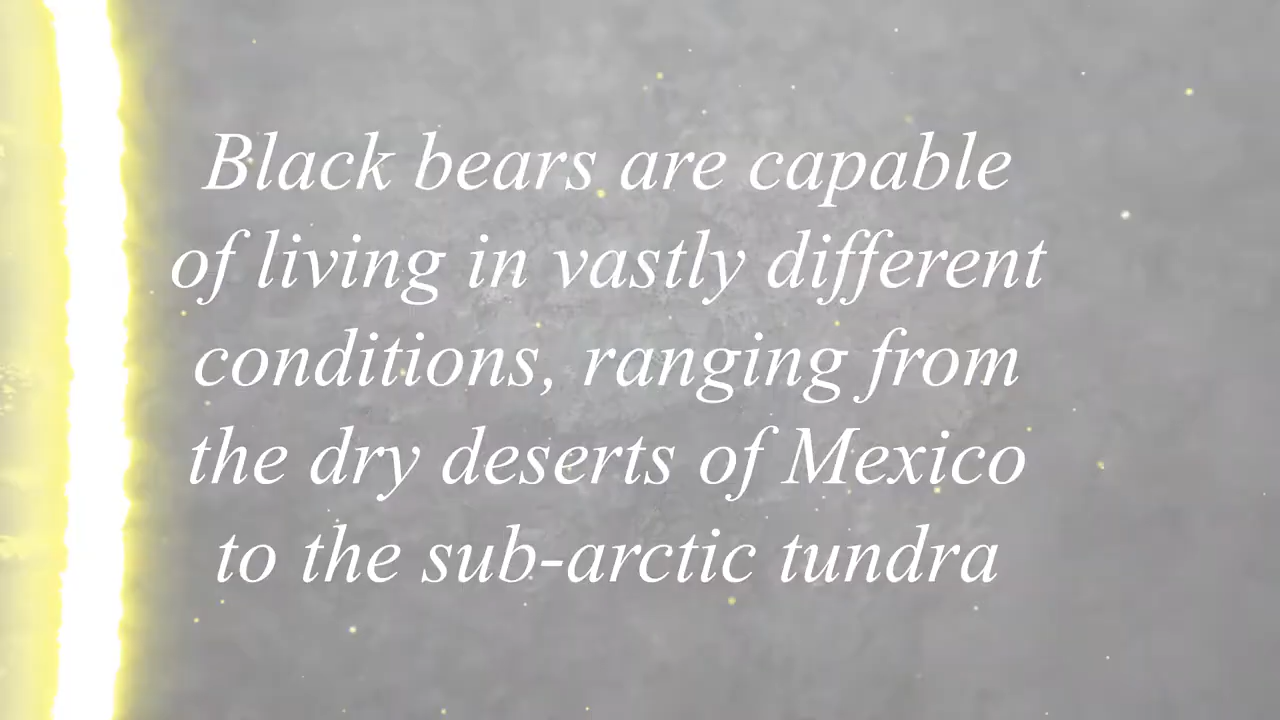 Black bears are capable
of living in vastly different
conditions, ranging from
the dry deserts of Mexico
to the sub-arctic tundra